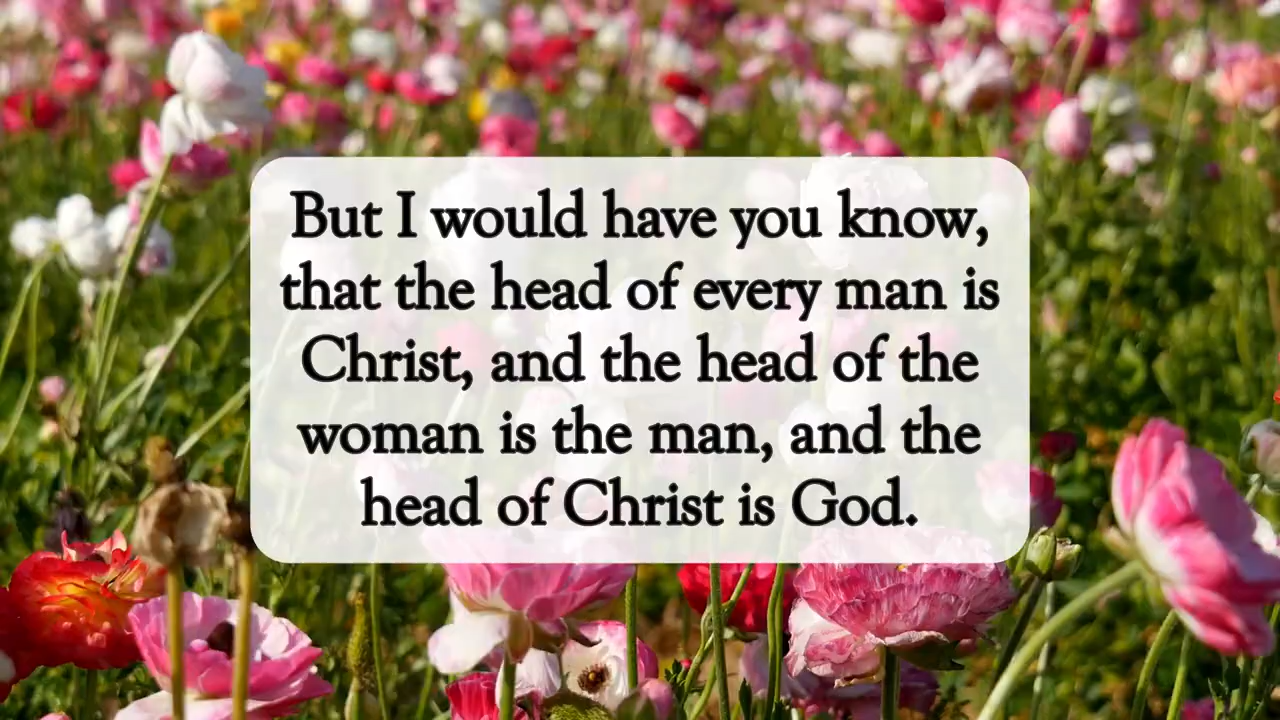 But I would have you know,
that the head of every man is
Christ, and the head of the
woman is the man, and the
head of Christ is God.